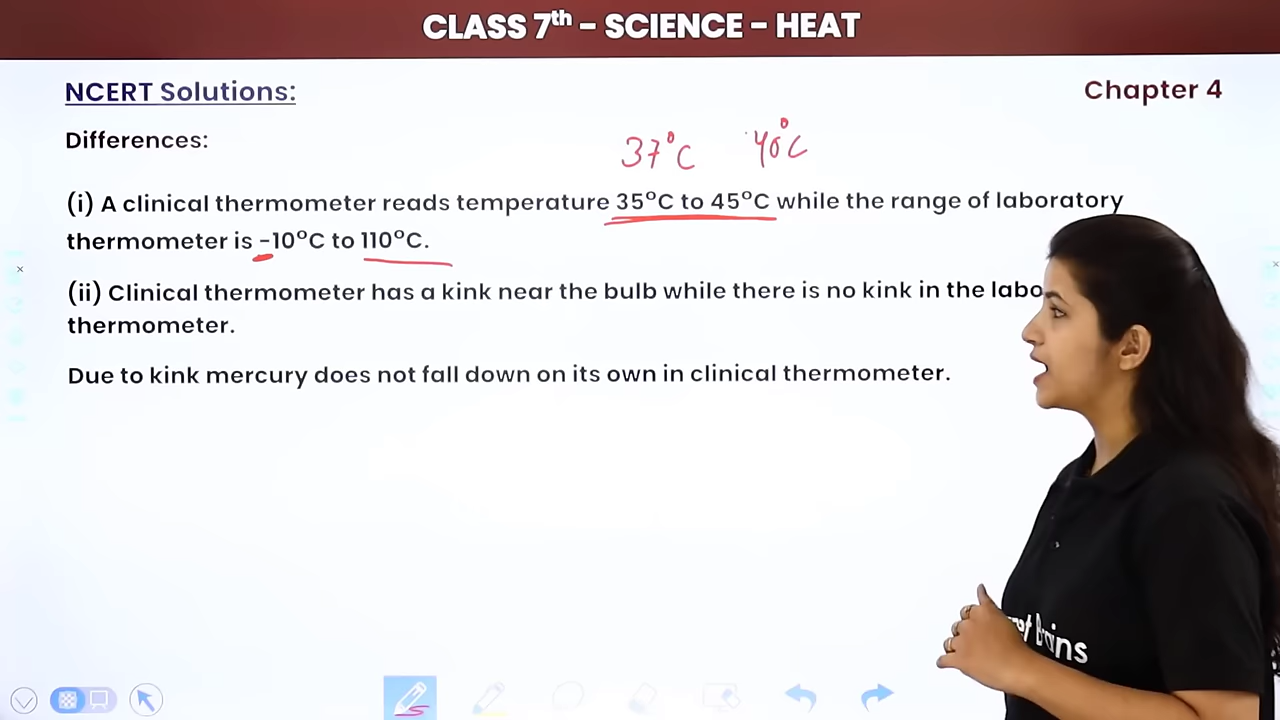 CLASS 7th – SCIENCE – HEAT
NCERT Solutions:
Chapter 4
Differences:
37°C 40°C
(i) A clinical thermometer reads temperature 35°C to 45°C while the range of laboratory
thermometer is -10°C to 110°C.
(ii) Clinical thermometer has a kink near the bulb while there is no kink in the labo
thermometer.
Due to kink mercury does not fall down on its own in clinical thermometer.